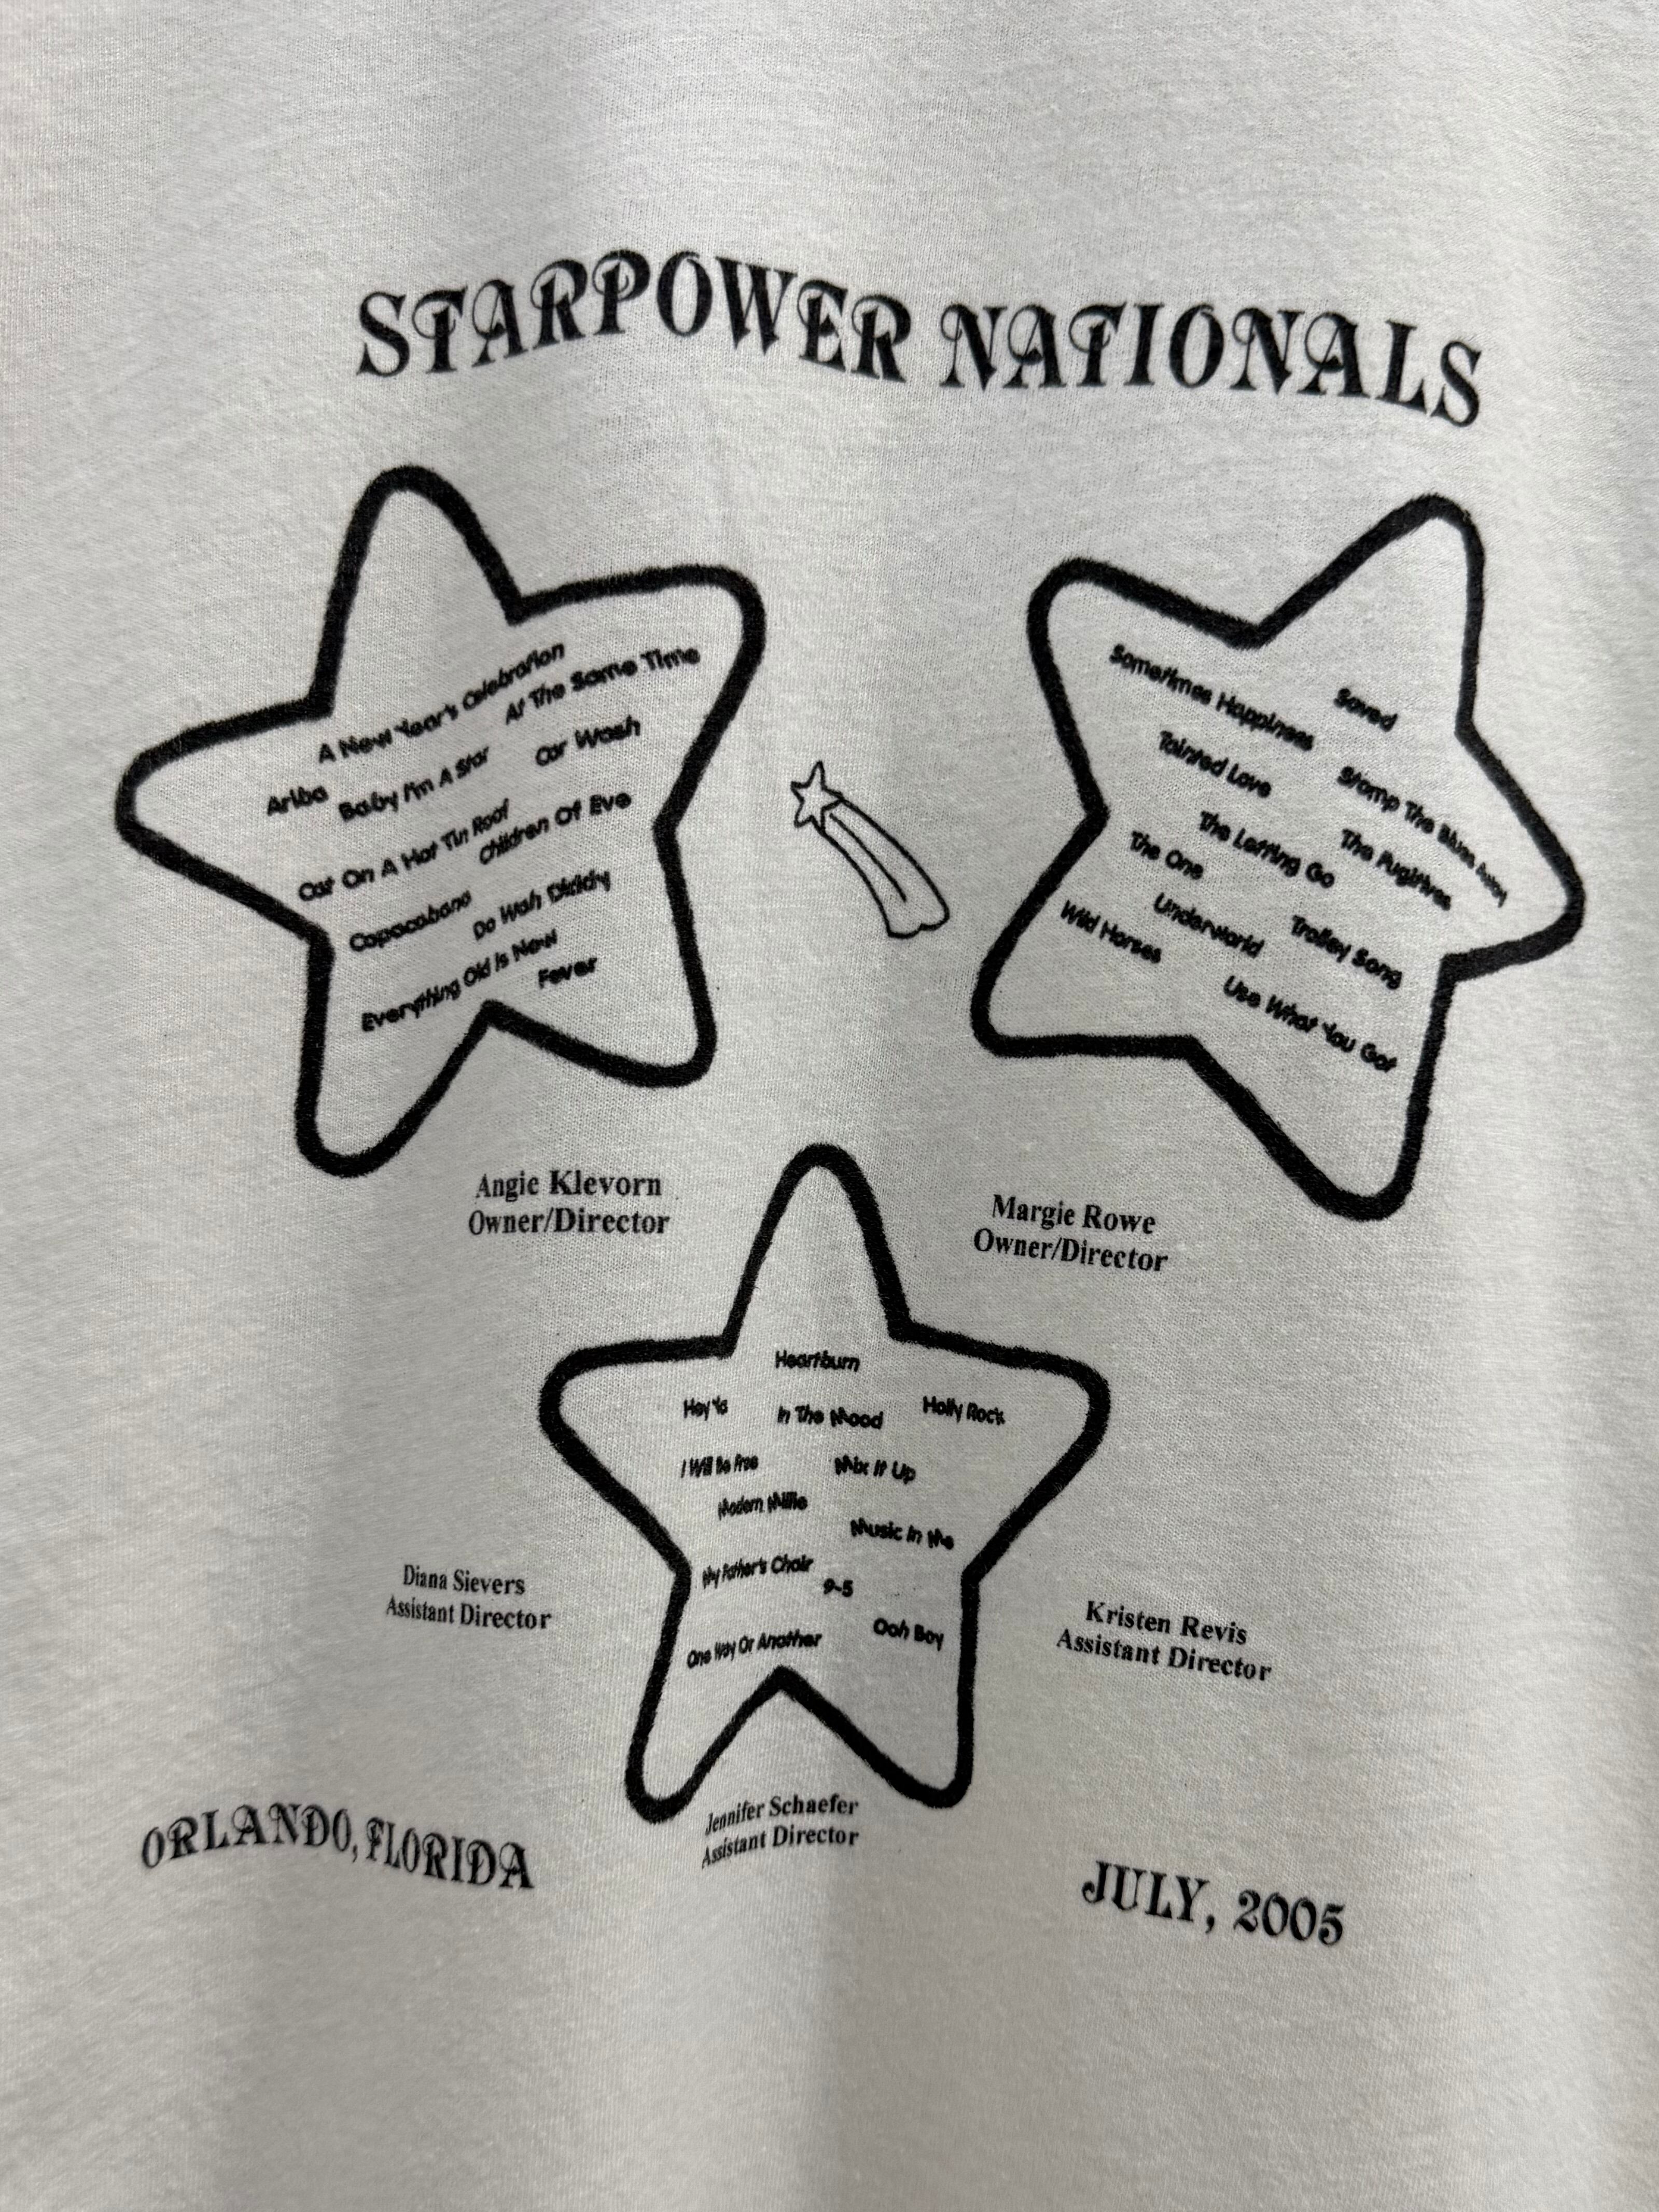 STARPOWER NATIONALS
A New Year's Celebration
At The Same Time
Ariba
Baby I'm A Star
Car Wash
Cat On A Hot Tin Roof
Children Of Eve
Copacabana
Do Wah Diddy
Everything Old Is New
Fever
Saved
Sometimes Happiness
Stomp The Blues Away
Tainted Love
The Fugitives
The Letting Go
The One
Trolley Song
Underworld
Wild Horses
Use What You Got
Angie Klevorn
Owner/Director
Margie Rowe
Owner/Director
Heartburn
Hey Ya
In The Mood
Holly Rock
I Will Be Free
Mix It Up
Modern Millie
Music In Me
My Father's Chair
9-5
Ooh Boy
One Way Or Another
Diana Sievers
Assistant Director
Kristen Revis
Assistant Director
Jennifer Schaefer
Assistant Director
ORLANDO, FLORIDA
JULY, 2005